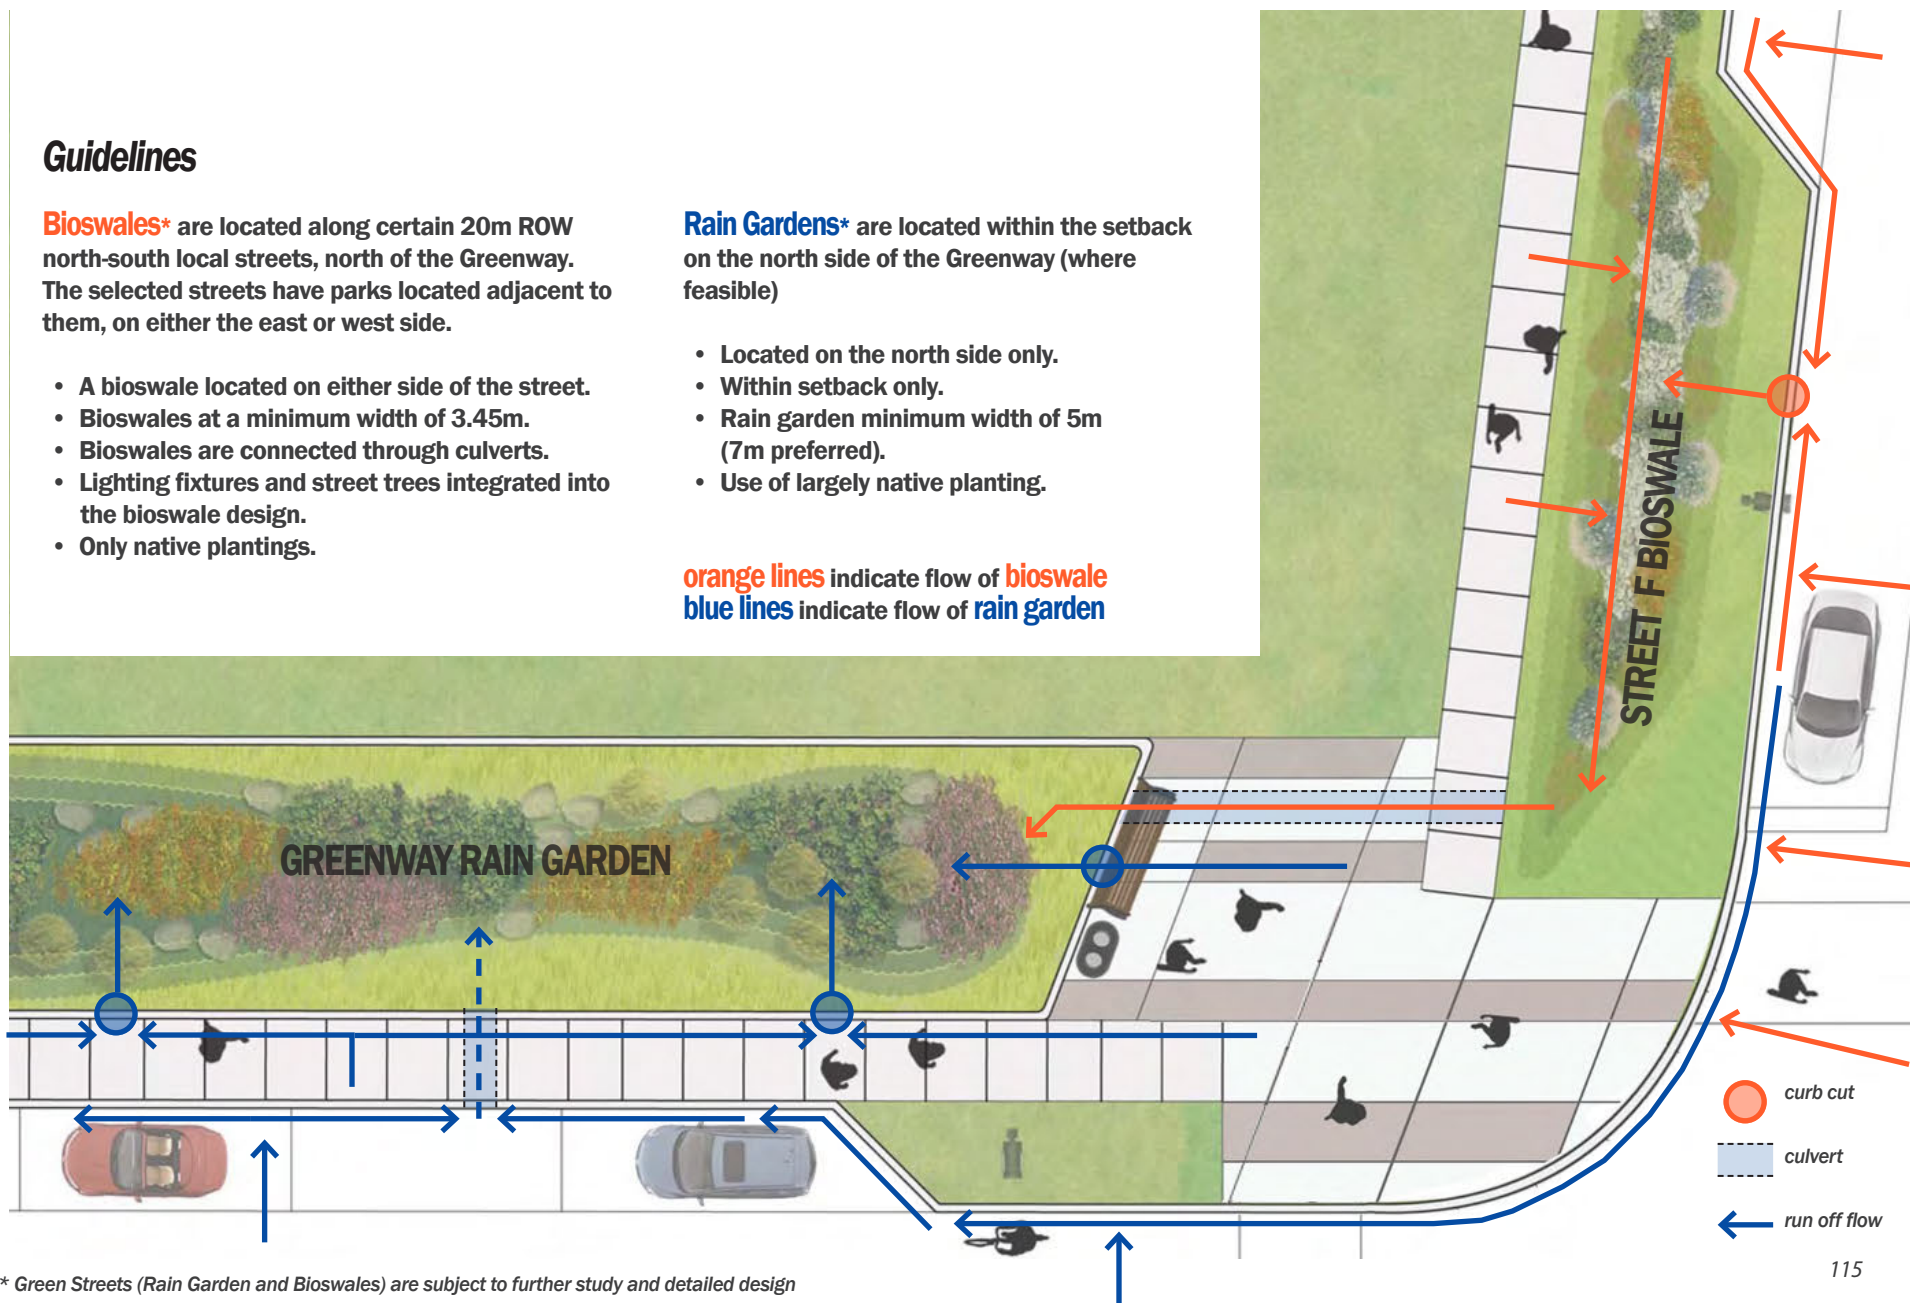 Guidelines
Bioswales* are located along certain 20m ROW
north-south local streets, north of the Greenway.
The selected streets have parks located adjacent to
them, on either the east or west side.
• A bioswale located on either side of the street.
• Bioswales at a minimum width of 3.45m.
• Bioswales are connected through culverts.
• Lighting fixtures and street trees integrated into
the bioswale design.
• Only native plantings.
Rain Gardens* are located within the setback
on the north side of the Greenway (where
feasible)
• Located on the north side only.
• Within setback only.
• Rain garden minimum width of 5m
(7m preferred).
• Use of largely native planting.
orange lines indicate flow of bioswale
blue lines indicate flow of rain garden
STREET F BIOSWALE
GREENWAY RAIN GARDEN
curb cut
culvert
run off flow
* Green Streets (Rain Garden and Bioswales) are subject to further study and detailed design
115